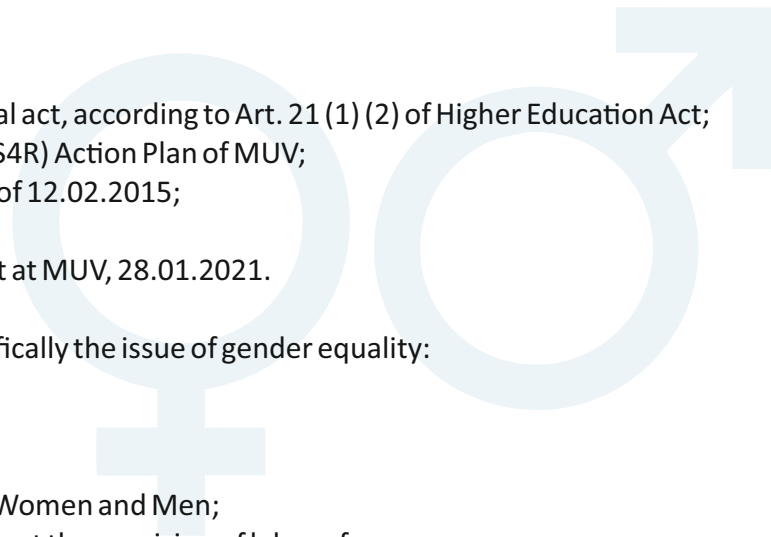 al act, according to Art. 21 (1) (2) of Higher Education Act;
S4R) Action Plan of MUV;
of 12.02.2015;
t at MUV, 28.01.2021.
fically the issue of gender equality:
Women and Men;